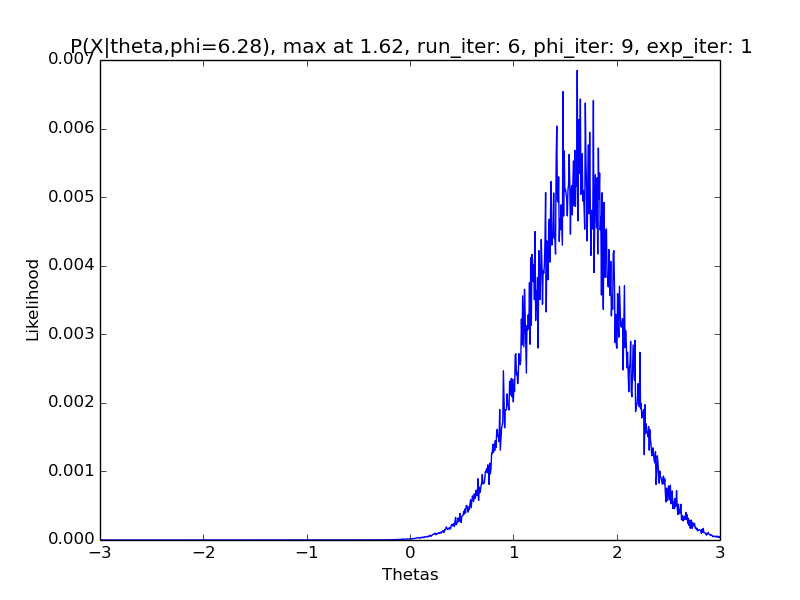 P(X|theta,phi=6.28), max at 1.62, run_iter: 6, phi_iter: 9, exp_iter: 1
0.007
0.006
0.005
0.004
0.003
0.002
0.001
0.000
Likelihood
−3 −2 −1 0 1 2 3
Thetas